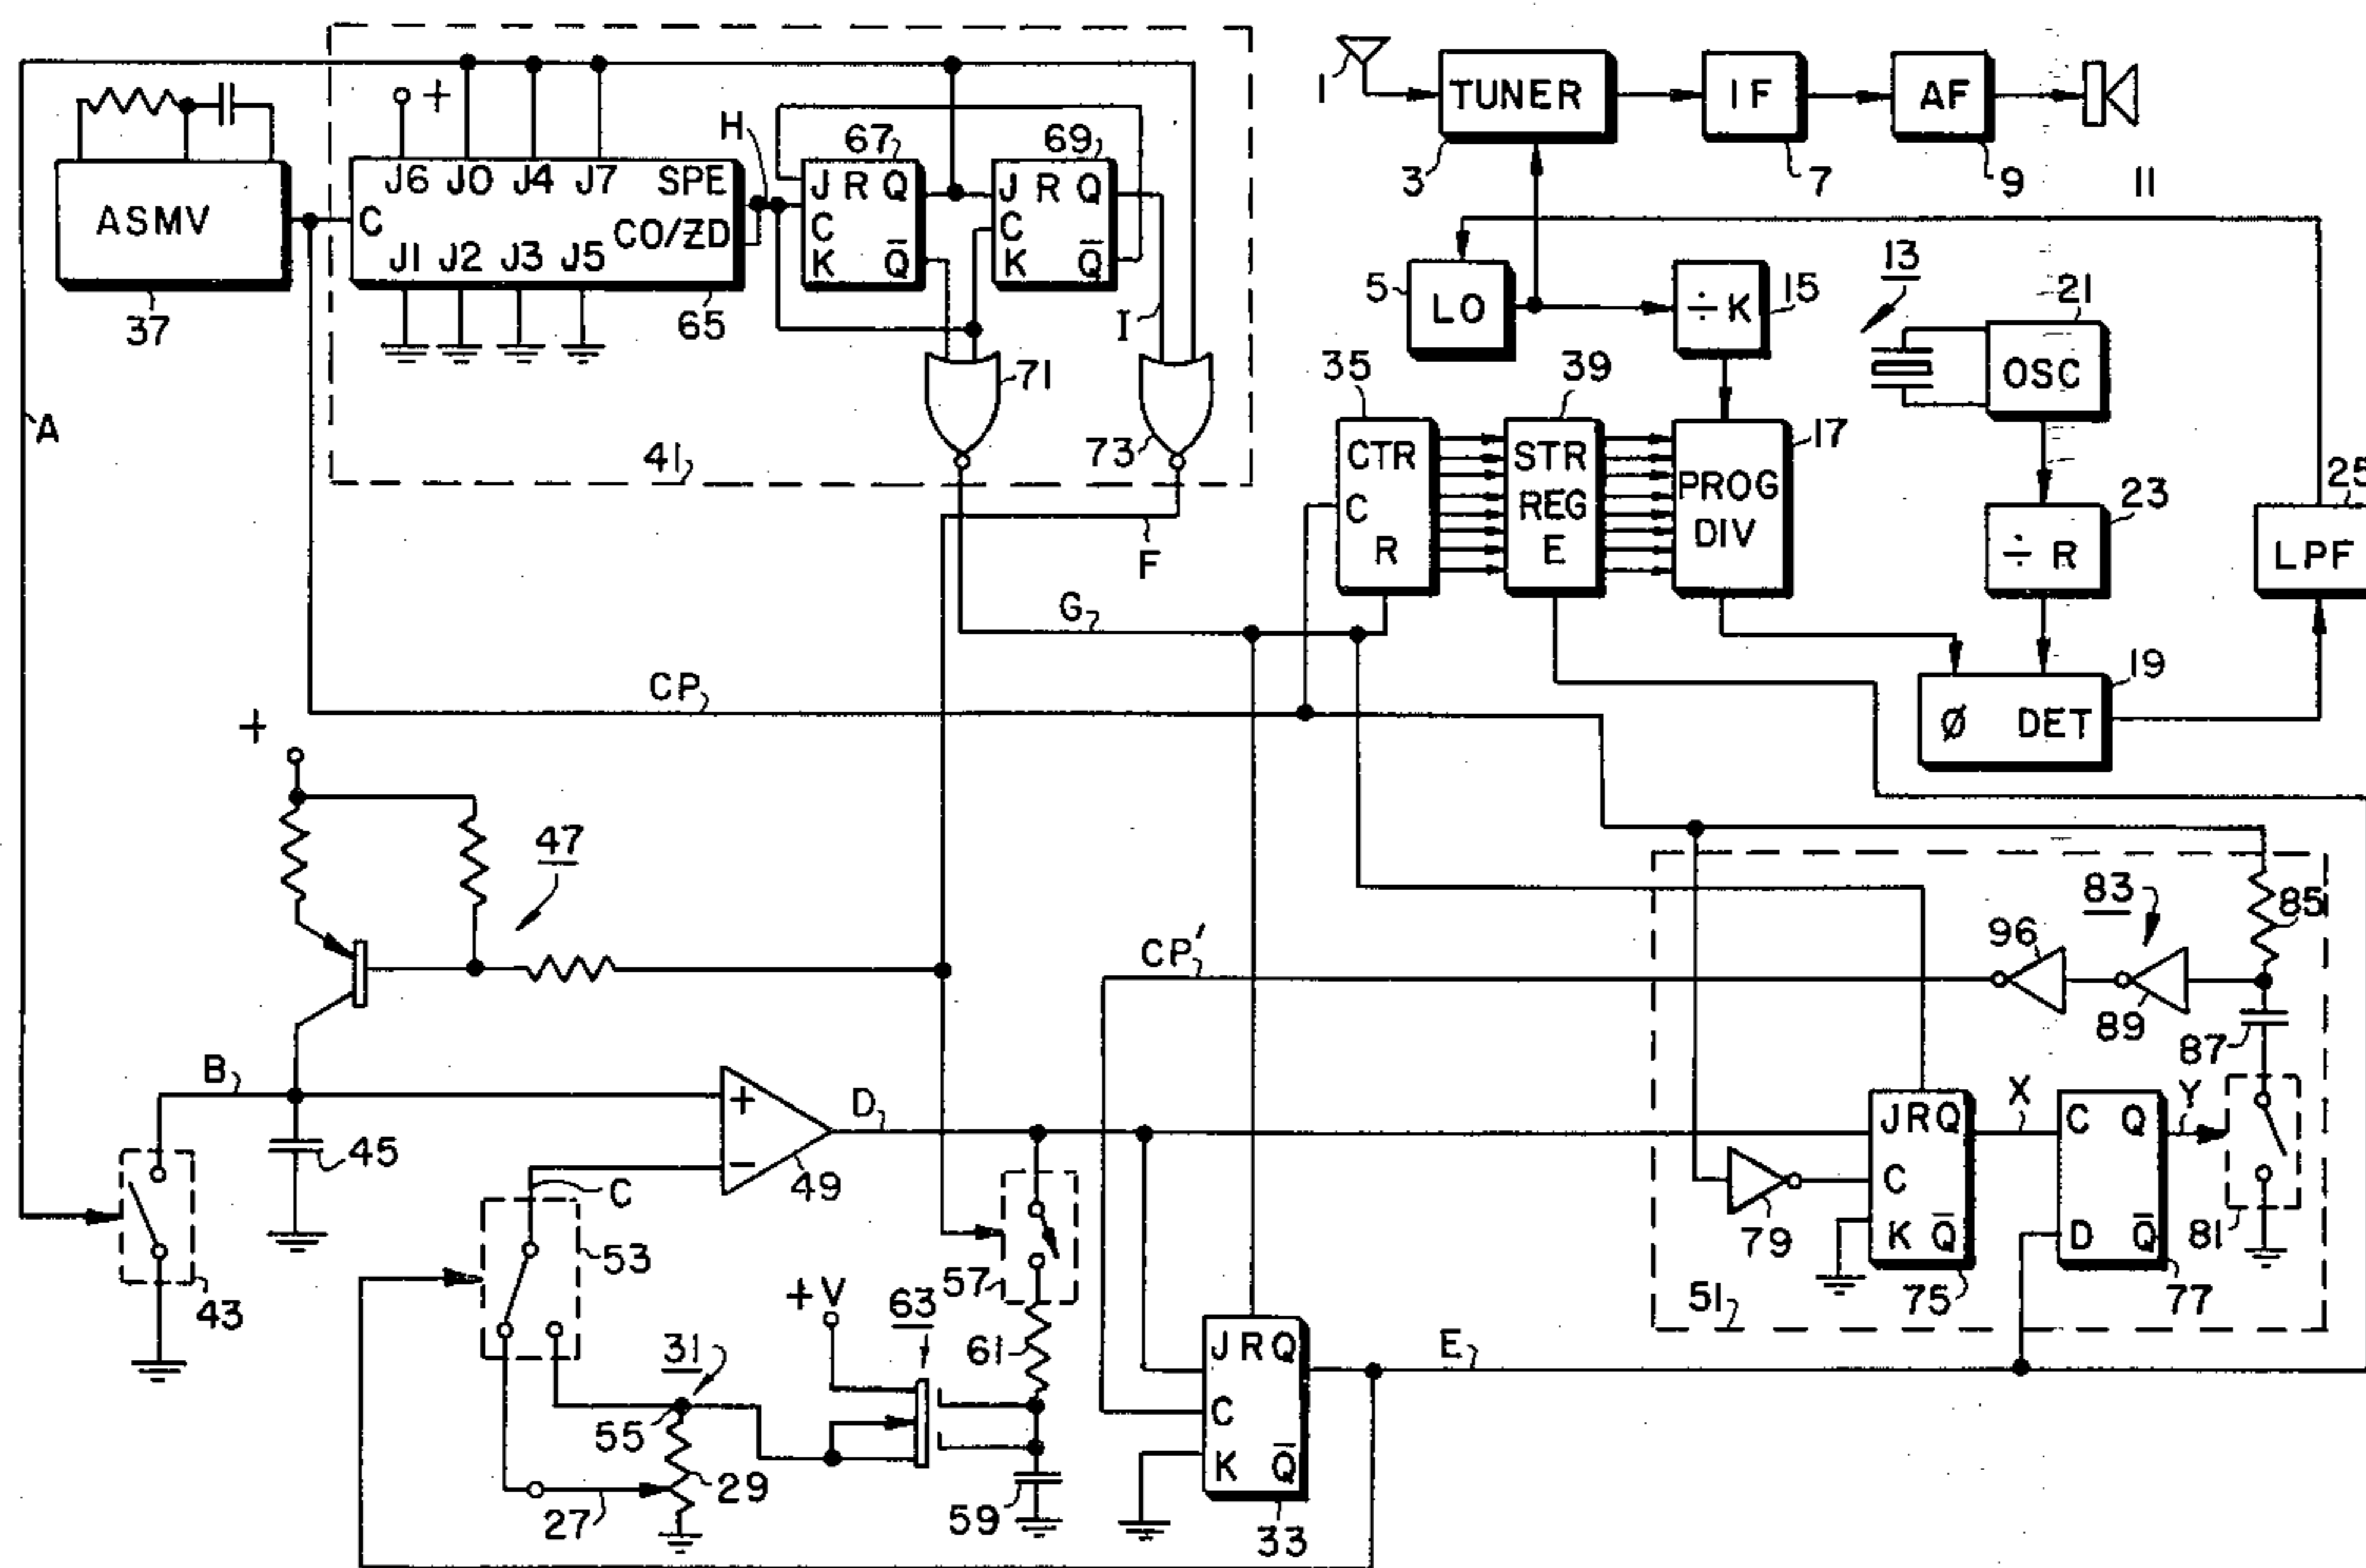 +
H
67
69
1
TUNER
IF
AF
3
7
9
11
J6 J0 J4 J7 SPE
ASMV
C
CO/ZD
J1 J2 J3 J5
J R Q
C
K Q̅
J R Q
C
K Q̅
37
65
I
5
LO
÷K
15
13
21
OSC
A
71
73
41
35
39
17
CTR
C
R
STR
REG
E
PROG
DIV
23
÷ R
25
LPF
F
G
CP
19
Ø DET
+
47
83
85
96
CP'
89
87
B
D
X
Y
45
+
-
49
C
J R Q
C
K Q̅
C Q
D Q̅
79
81
53
43
57
51
75
77
+V
63
31
61
E
J R Q
C
K Q̅
55
29
27
59
33